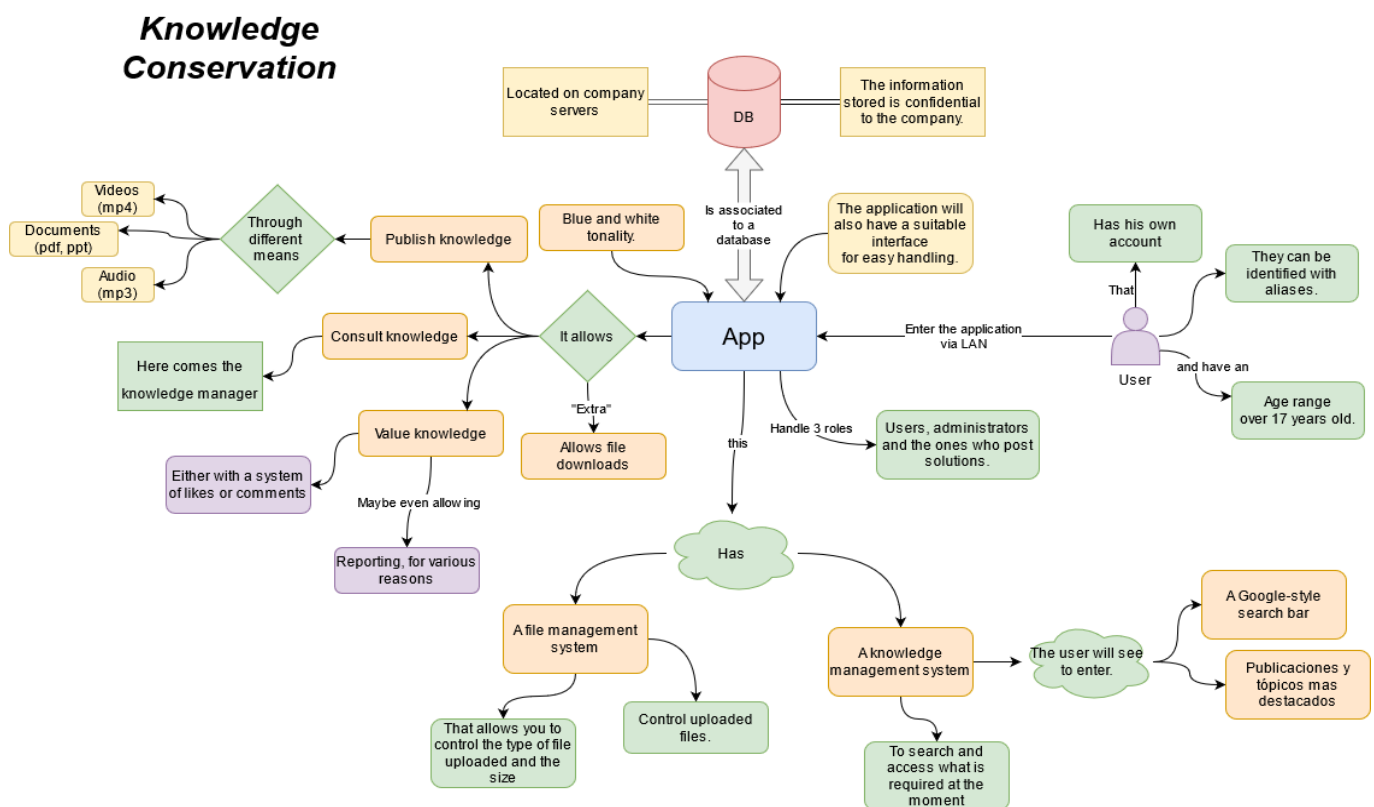 Knowledge
Conservation
Located on company
servers
DB
The information
stored is confidential
to the company.
Videos
(mp4)
Documents
(pdf, ppt)
Audio
(mp3)
Through
different
means
Publish knowledge
Blue and white
tonality.
Is associated
to a
database
The application will
also have a suitable
interface
for easy handling.
Has his own
account
They can be
identified with
aliases.
That
Consult knowledge
It allows
App
Enter the application
via LAN
User
and have an
Age range
over 17 years old.
Here comes the
knowledge manager
Value knowledge
"Extra"
Allows file
downloads
this
Handle 3 roles
Users, administrators
and the ones who post
solutions.
Either with a system
of likes or comments
Maybe even allowing
Reporting, for various
reasons
Has
A file management
system
A knowledge
management system
The user will see
to enter.
A Google-style
search bar
Publicaciones y
tópicos mas
destacados
That allows you to
control the type of file
uploaded and the
size
Control uploaded
files.
To search and
access what is
required at the
moment